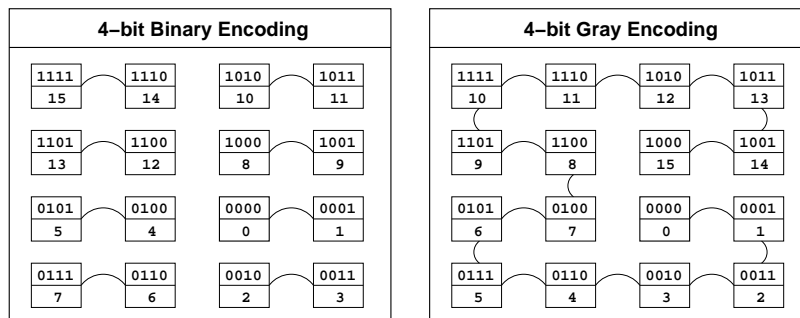 4−bit Binary Encoding
1111 1110 1010 1011
15 14 10 11
1101 1100 1000 1001
13 12 8 9
0101 0100 0000 0001
5 4 0 1
0111 0110 0010 0011
7 6 2 3
4−bit Gray Encoding
1111 1110 1010 1011
10 11 12 13
1101 1100 1000 1001
9 8 15 14
0101 0100 0000 0001
6 7 0 1
0111 0110 0010 0011
5 4 3 2